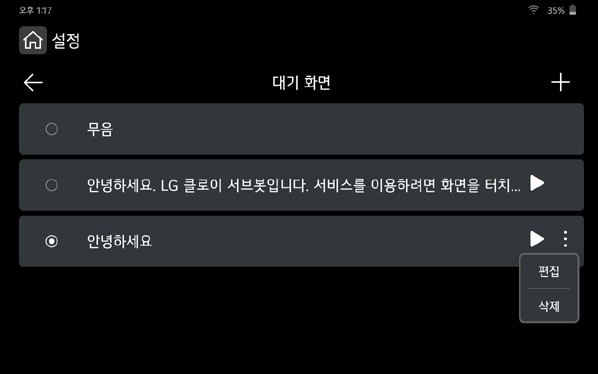 오후 1:17
35%
설정
대기 화면
무음
안녕하세요. LG 클로이 서브봇입니다. 서비스를 이용하려면 화면을 터치...
안녕하세요
편집
삭제